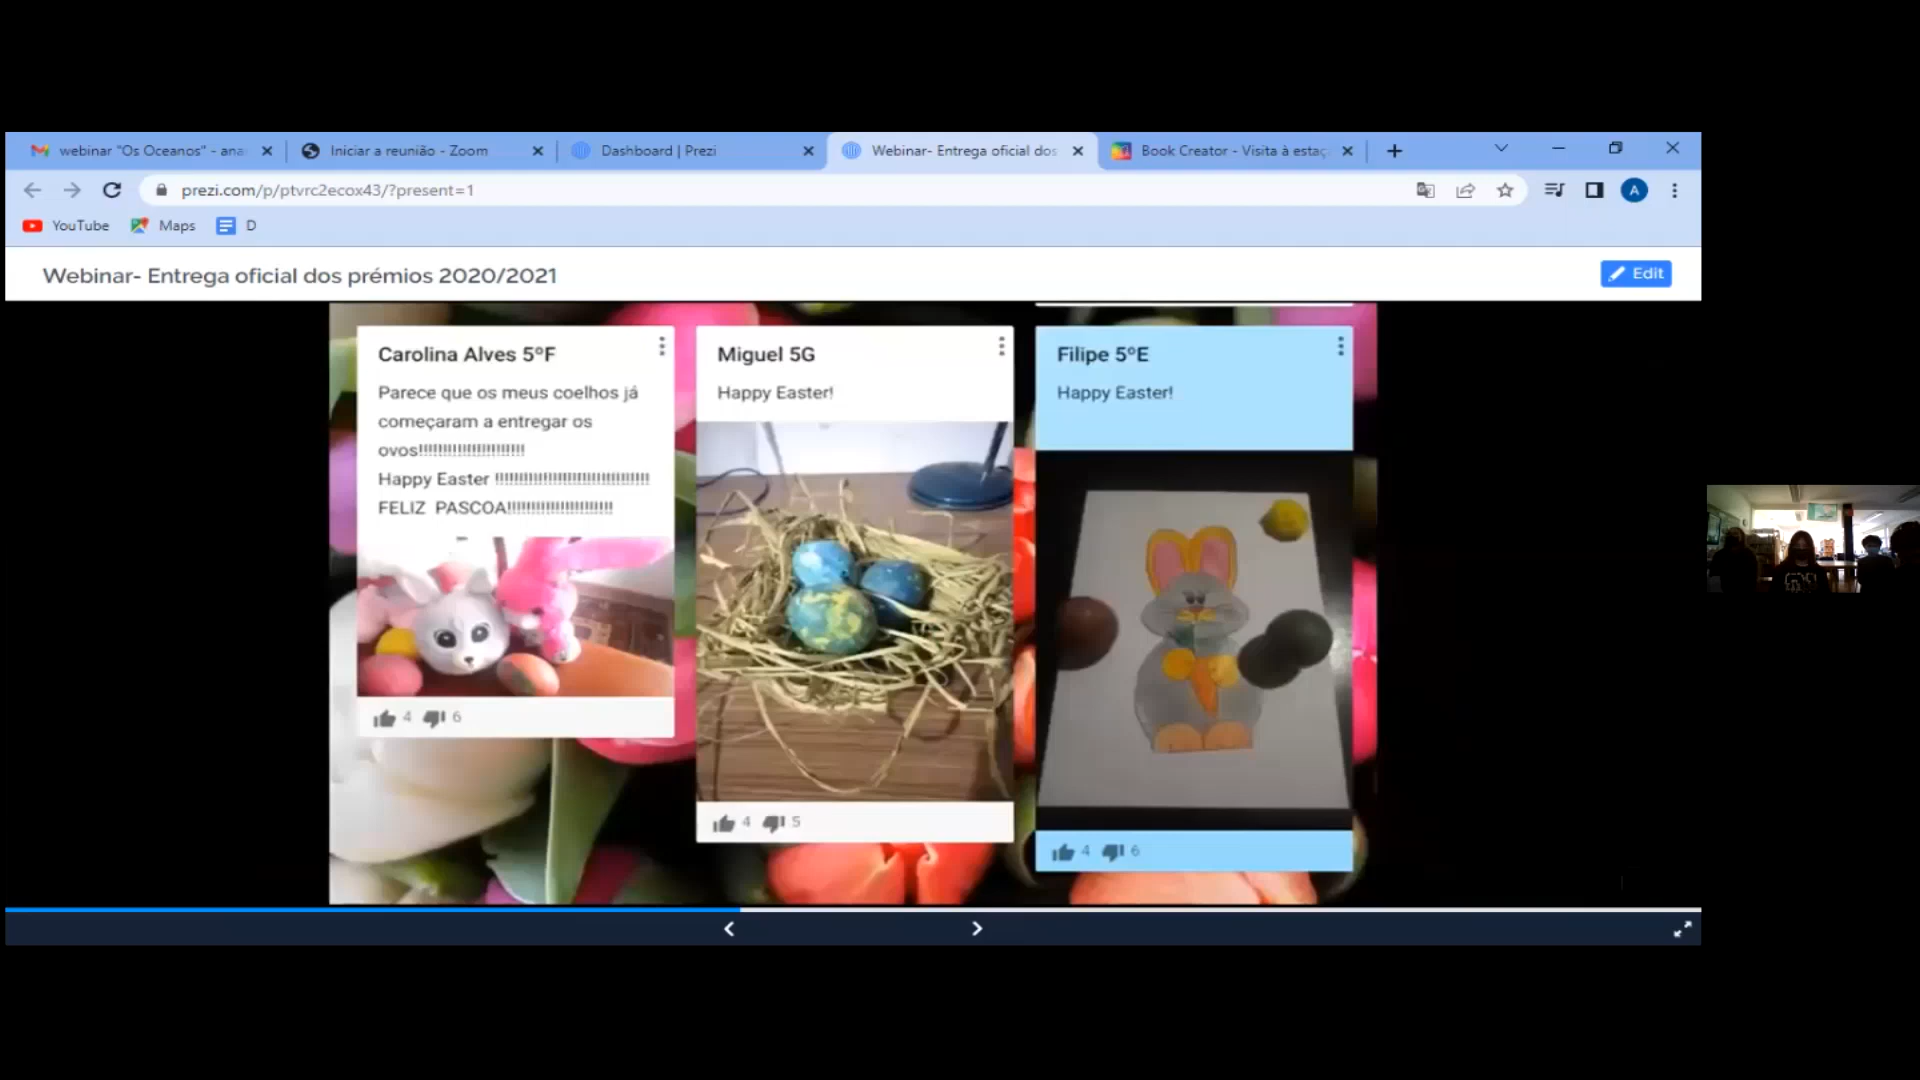 webinar "Os Oceanos" - ana
Iniciar a reunião - Zoom
Dashboard | Prezi
Webinar- Entrega oficial dos
Book Creator - Visita à estaç
prezi.com/p/ptvrc2ecox43/?present=1
A
YouTube
Maps
D
Webinar- Entrega oficial dos prémios 2020/2021
Edit
Carolina Alves 5ºF
Parece que os meus coelhos já
começaram a entregar os
ovos!!!!!!!!!!!!!!!!!!!!!!
Happy Easter !!!!!!!!!!!!!!!!!!!!!!!!!!!!!!!!
FELIZ PASCOA!!!!!!!!!!!!!!!!!!!!!!
4
6
Miguel 5G
Happy Easter!
4
5
Filipe 5ºE
Happy Easter!
4
6